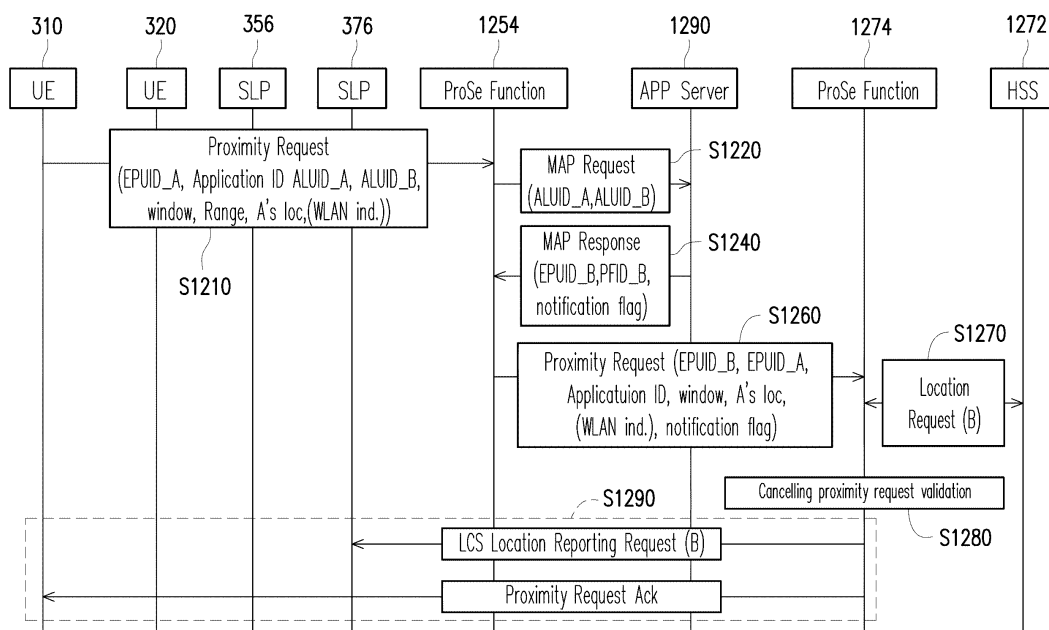 310
320
356
376
1254
1290
1274
1272
UE
UE
SLP
SLP
ProSe Function
APP Server
ProSe Function
HSS
Proximity Request
(EPUID_A, Application ID ALUID_A, ALUID_B,
window, Range, A's loc,(WLAN ind.))
S1210
MAP Request
(ALUID_A,ALUID_B)
S1220
MAP Response
(EPUID_B,PFID_B,
notification flag)
S1240
S1260
Proximity Request (EPUID_B, EPUID_A,
Applicatuion ID, window, A's loc,
(WLAN ind.), notification flag)
S1270
Location
Request (B)
Cancelling proximity request validation
S1280
S1290
LCS Location Reporting Request (B)
Proximity Request Ack